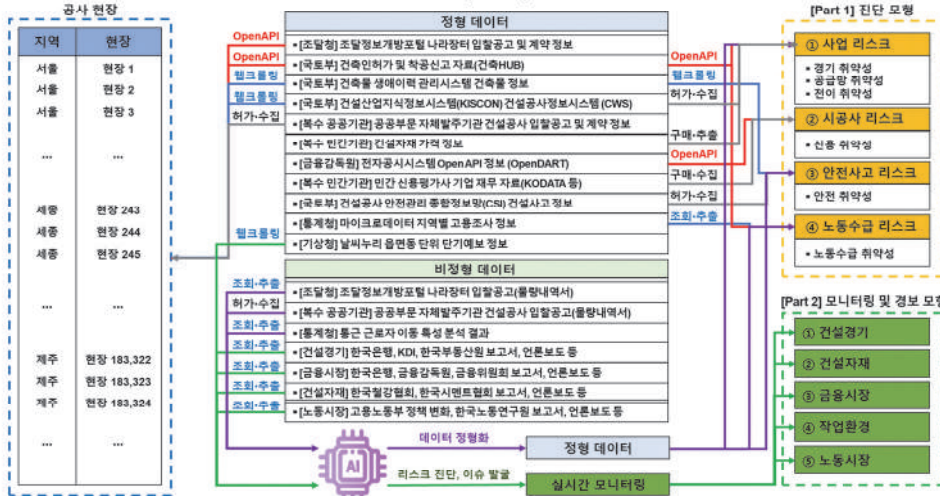 공사 현장
지역 현장
서울 현장 1
서울 현장 2
서울 현장 3
... ...
세종 현장 243
세종 현장 244
세종 현장 245
... ...
제주 현장 183,322
제주 현장 183,323
제주 현장 183,324
... ...
OpenAPI
OpenAPI
웹크롤링
웹크롤링
허가·수집
웹크롤링
정형 데이터
▪ [조달청] 조달정보개방포털 나라장터 입찰공고 및 계약 정보
▪ [국토부] 건축인허가 및 착공신고 자료(건축HUB)
▪ [국토부] 건축물 생애이력 관리시스템 건축물 정보
▪ [국토부] 건설산업지식정보시스템(KISCON) 건설공사정보시스템 (CWS)
▪ [복수 공공기관] 공공부문 자체발주기관 건설공사 입찰공고 및 계약 정보
▪ [복수 민간기관] 건설자재 가격 정보
▪ [금융감독원] 전자공시시스템 OpenAPI 정보 (OpenDART)
▪ [복수 민간기관] 민간 신용평가사 기업 재무 자료(KODATA 등)
▪ [국토부] 건설공사 안전관리 종합정보망(CSI) 건설사고 정보
▪ [통계청] 마이크로데이터 지역별 고용조사 정보
▪ [기상청] 날씨누리 읍면동 단위 단기예보 정보
OpenAPI
웹크롤링
허가·수집
구매·추출
OpenAPI
구매·수집
허가·수집
조회·추출
비정형 데이터
조회·추출
허가·수집
조회·추출
조회·추출
조회·추출
조회·추출
조회·추출
▪ [조달청] 조달정보개방포털 나라장터 입찰공고(물량내역서)
▪ [복수 공공기관] 공공부문 자체발주기관 건설공사 입찰공고(물량내역서)
▪ [통계청] 통근 근로자 이동 특성 분석 결과
▪ [건설경기] 한국은행, KDI, 한국부동산원 보고서, 언론보도 등
▪ [금융시장] 한국은행, 금융감독원, 금융위원회 보고서, 언론보도 등
▪ [건설자재] 한국철강협회, 한국시멘트협회 보고서, 언론보도 등
▪ [노동시장] 고용노동부 정책 변화, 한국노동연구원 보고서, 언론보도 등
AI
데이터 정형화
정형 데이터
리스크 진단, 이슈 발굴
실시간 모니터링
[Part 1] 진단 모형
① 사업 리스크
▪ 경기 취약성
▪ 공급망 취약성
▪ 전이 취약성
② 시공사 리스크
▪ 신용 취약성
③ 안전사고 리스크
▪ 안전 취약성
④ 노동수급 리스크
▪ 노동수급 취약성
[Part 2] 모니터링 및 경보 모형
① 건설경기
② 건설자재
③ 금융시장
④ 작업환경
⑤ 노동시장